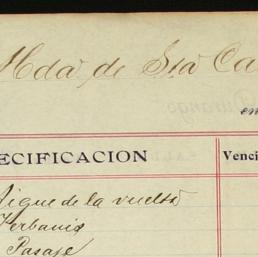 Hda de Sta Ca
en
ECIFICACION Venci
Sigue de la vuelta
Yerbanis
Pasaje